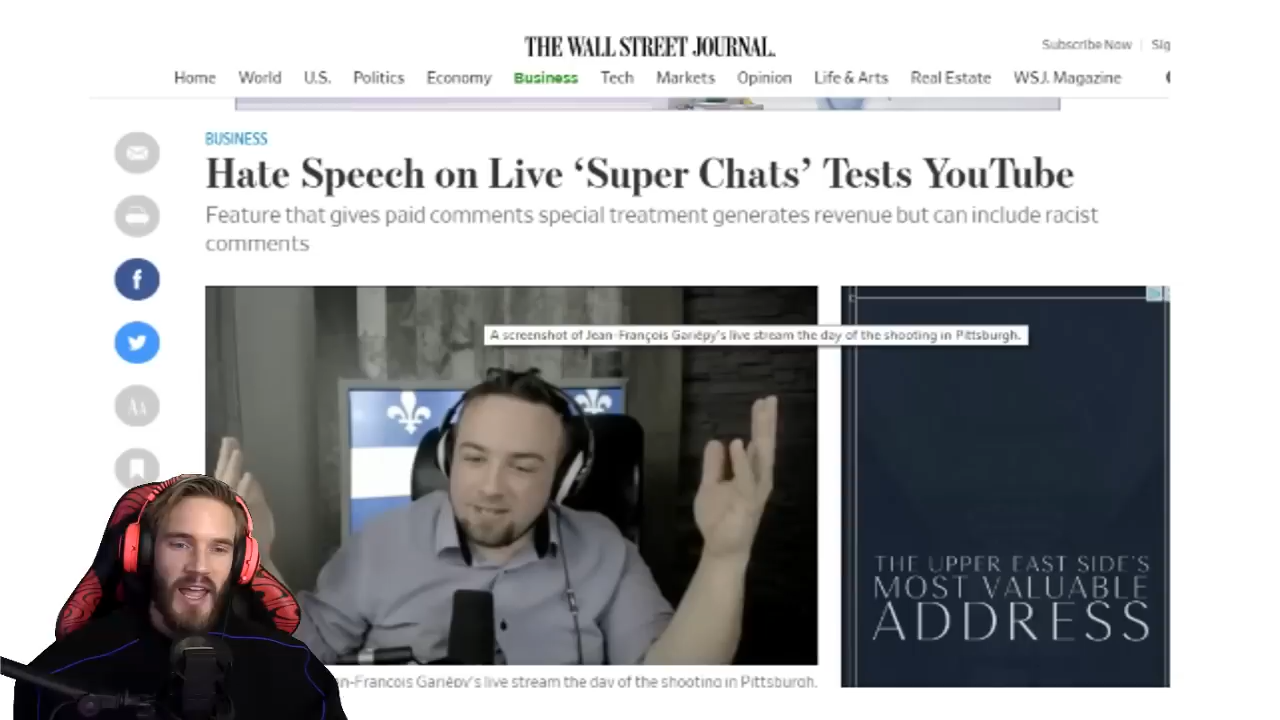 THE WALL STREET JOURNAL.
Subscribe Now
Home World U.S. Politics Economy Business Tech Markets Opinion Life & Arts Real Estate WSJ. Magazine
BUSINESS
Hate Speech on Live ‘Super Chats’ Tests YouTube
Feature that gives paid comments special treatment generates revenue but can include racist
comments
A screenshot of Jean-François Gariépy's live stream the day of the shooting in Pittsburgh.
f
AA
THE UPPER EAST SIDE'S
MOST VALUABLE
ADDRESS
an-François Gariépy's live stream the day of the shooting in Pittsburgh.